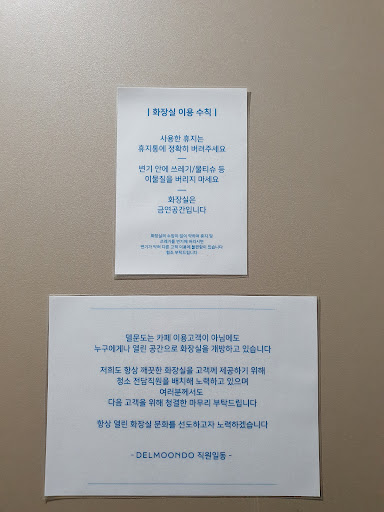 | 화장실 이용 수칙 |
사용한 휴지는
휴지통에 정확히 버려주세요
변기 안에 쓰레기/물티슈 등
이물질을 버리지 마세요
화장실은
금연공간입니다
협조 부탁드립니다
델문도는 카페 이용고객이 아님에도
누구에게나 열린 공간으로 화장실을 개방하고 있습니다
저희도 항상 깨끗한 화장실을 고객께 제공하기 위해
청소 전담직원을 배치해 노력하고 있으며
여러분께서도
다음 고객을 위해 청결한 마무리 부탁드립니다
항상 열린 화장실 문화를 선도하고자 노력하겠습니다
- DELMOONDO 직원일동 -